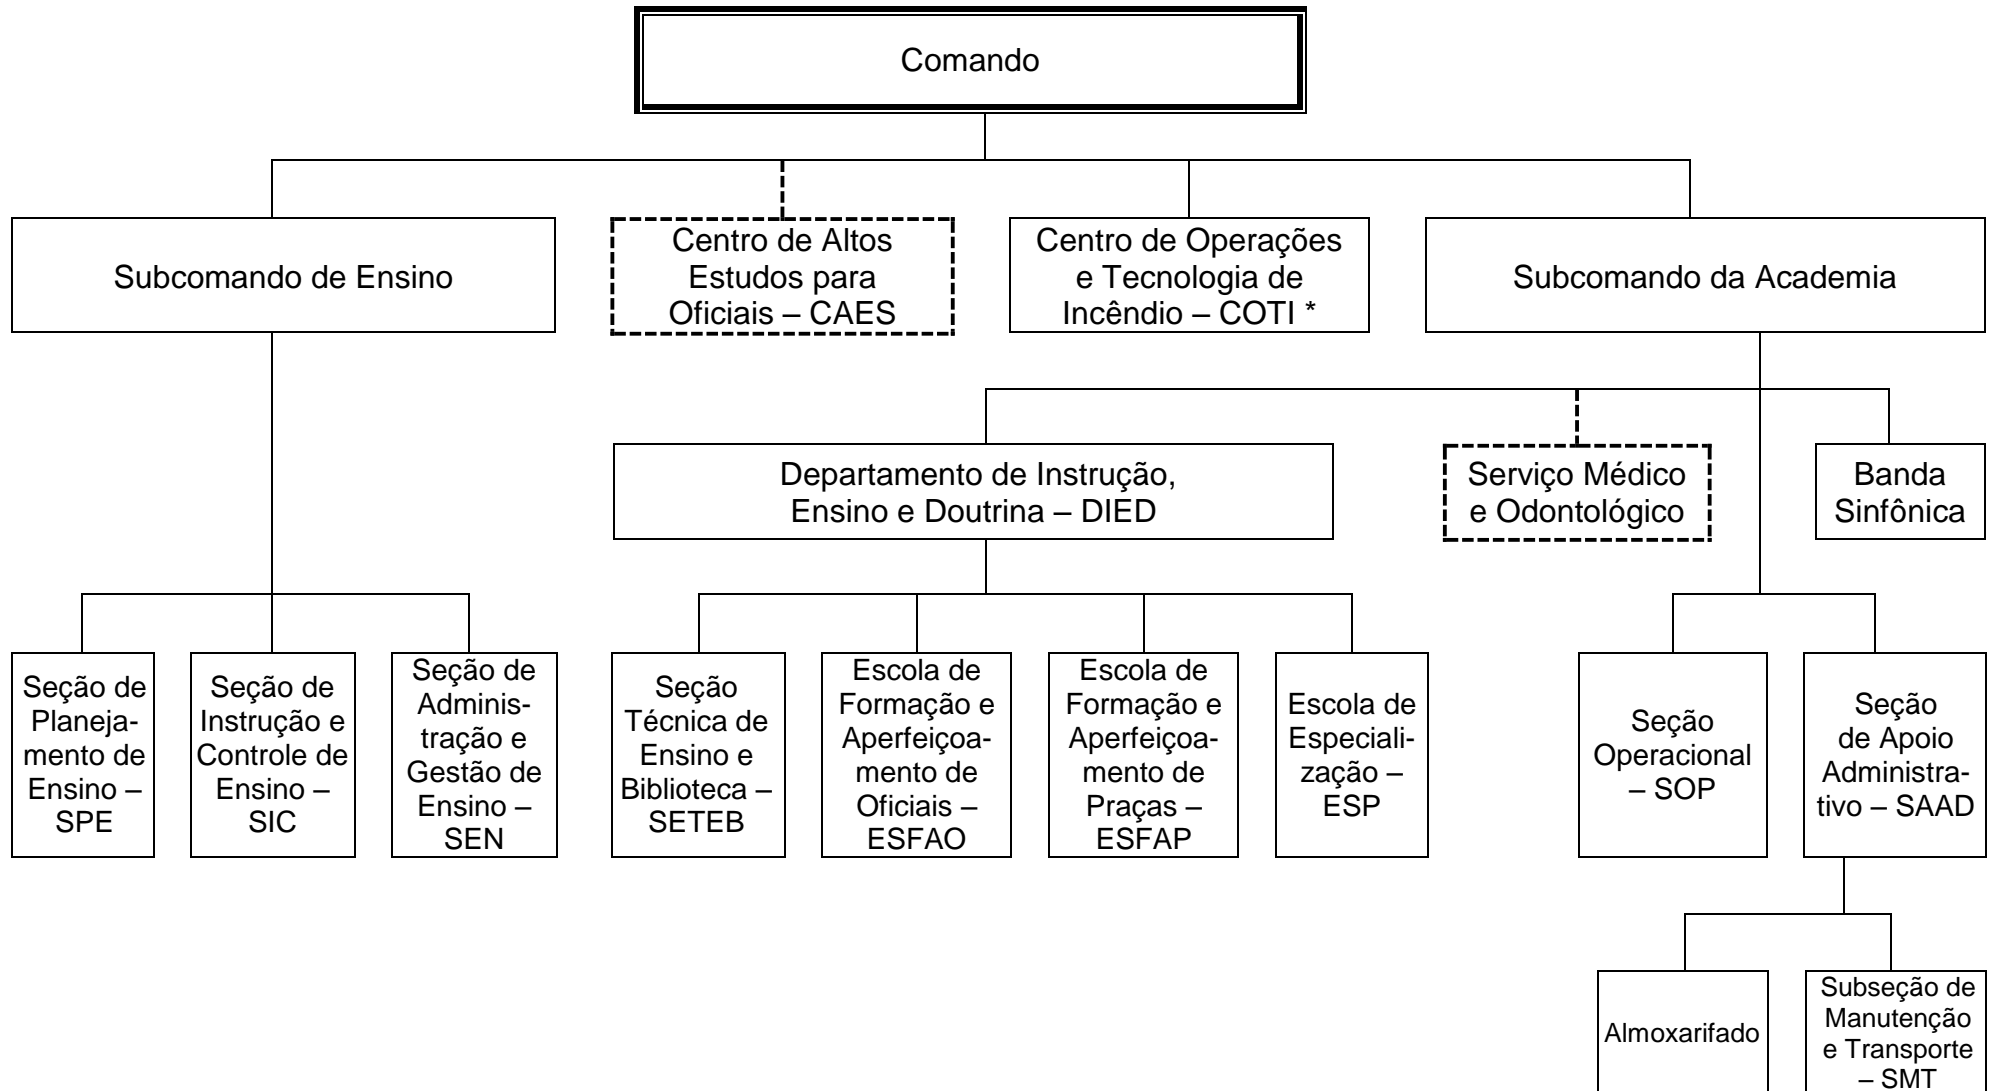 Comando
Subcomando de Ensino
Centro de Altos
Estudos para
Oficiais – CAES
Centro de Operações
e Tecnologia de
Incêndio – COTI *
Subcomando da Academia
Departamento de Instrução,
Ensino e Doutrina – DIED
Serviço Médico
e Odontológico
Banda
Sinfônica
Seção de
Planeja-
mento de
Ensino –
SPE
Seção de
Instrução e
Controle de
Ensino –
SIC
Seção de
Adminis-
tração e
Gestão de
Ensino –
SEN
Seção
Técnica de
Ensino e
Biblioteca –
SETEB
Escola de
Formação e
Aperfeiçoa-
mento de
Oficiais –
ESFAO
Escola de
Formação e
Aperfeiçoa-
mento de
Praças –
ESFAP
Escola de
Especiali-
zação –
ESP
Seção
Operacional
– SOP
Seção
de Apoio
Administra-
tivo – SAAD
Almoxarifado
Subseção de
Manutenção
e Transporte
– SMT